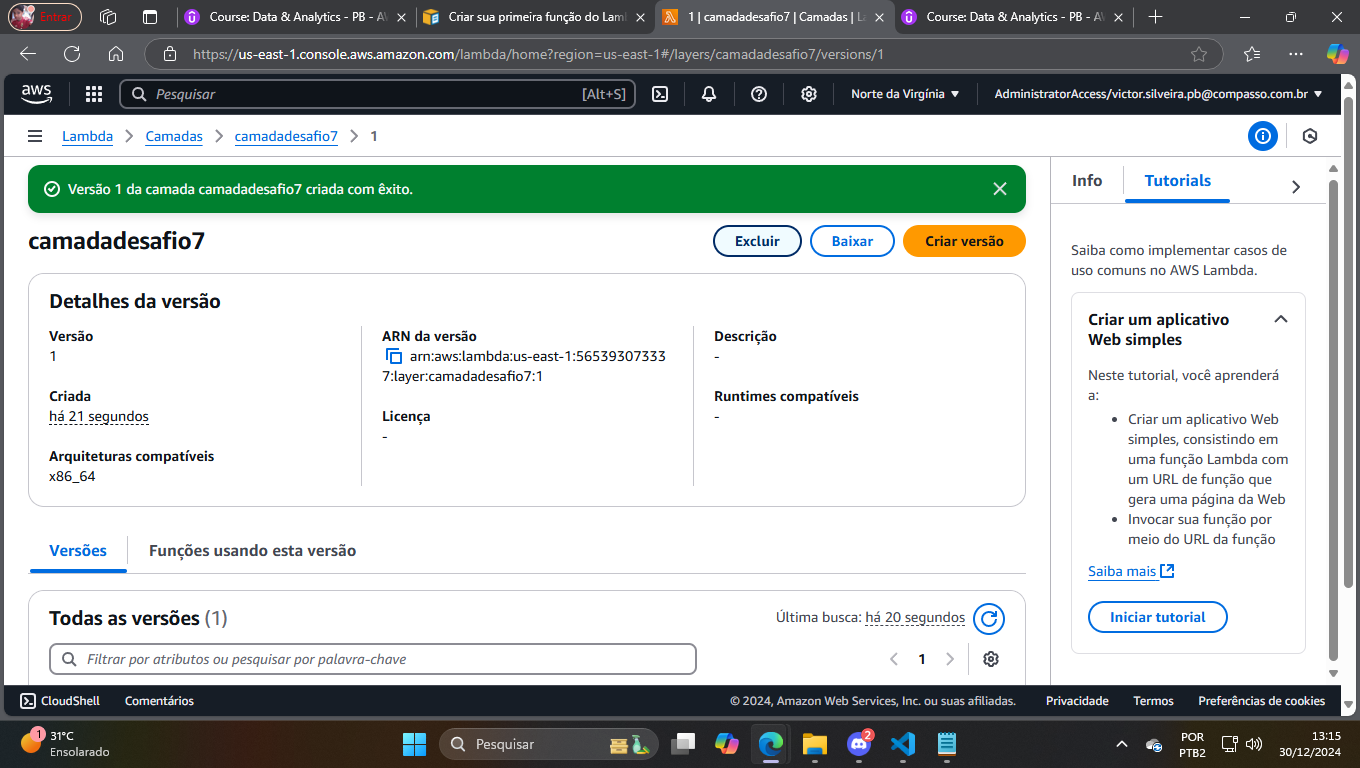 Entrar
Course: Data & Analytics - PB - AW
Criar sua primeira função do Lam
1 | camadadesafio7 | Camadas | La
Course: Data & Analytics - PB - AW
https://us-east-1.console.aws.amazon.com/lambda/home?region=us-east-1#/layers/camadadesafio7/versions/1
aws
Pesquisar
[Alt+S]
Norte da Virgínia
AdministratorAccess/victor.silveira.pb@compasso.com.br
Lambda
Camadas
camadadesafio7
1
Versão 1 da camada camadadesafio7 criada com êxito.
camadadesafio7
Excluir
Baixar
Criar versão
Detalhes da versão
Versão
1
Criada
há 21 segundos
Arquiteturas compatíveis
x86_64
ARN da versão
arn:aws:lambda:us-east-1:56539307333
7:layer:camadadesafio7:1
Licença
-
Descrição
-
Runtimes compatíveis
-
Versões
Funções usando esta versão
Todas as versões (1)
Última busca: há 20 segundos
Filtrar por atributos ou pesquisar por palavra-chave
1
Info
Tutorials
Saiba como implementar casos de
uso comuns no AWS Lambda.
Criar um aplicativo
Web simples
Neste tutorial, você aprenderá
a:
• Criar um aplicativo Web
simples, consistindo em
uma função Lambda com
um URL de função que
gera uma página da Web
• Invocar sua função por
meio do URL da função
Saiba mais
Iniciar tutorial
CloudShell
Comentários
© 2024, Amazon Web Services, Inc. ou suas afiliadas.
Privacidade
Termos
Preferências de cookies
1
31°C
Ensolarado
Pesquisar
2
POR
PTB2
13:15
30/12/2024